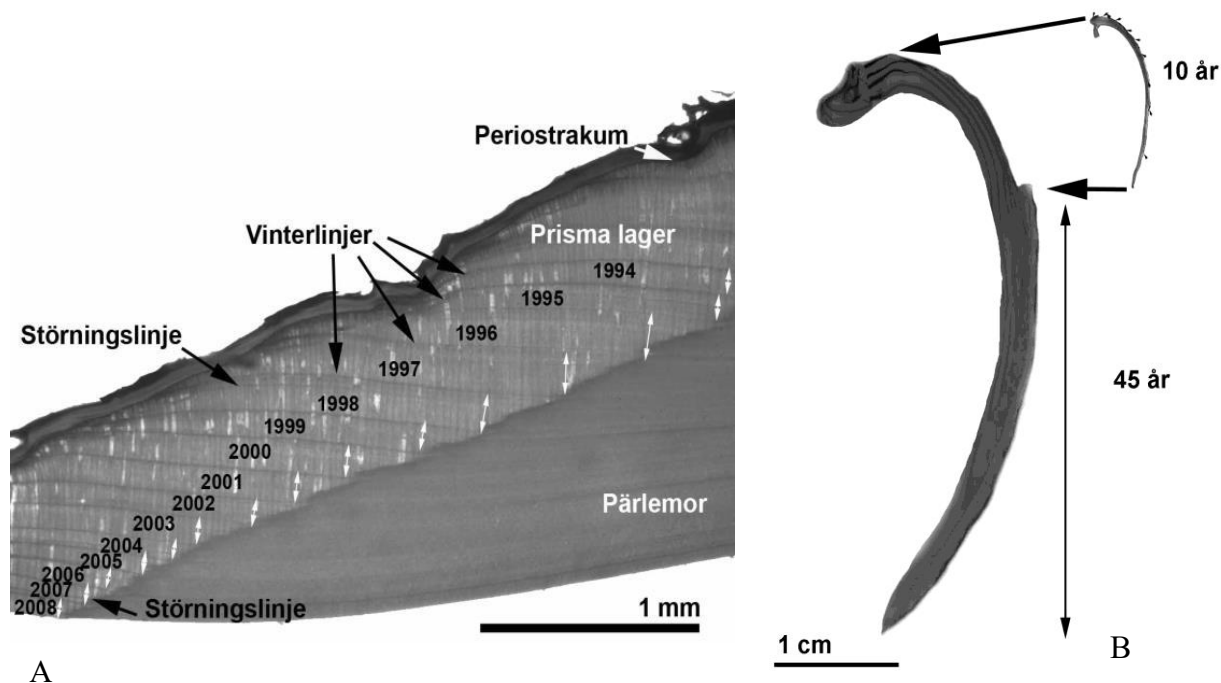 Periostrakum
Vinterlinjer
Prisma lager
Störningslinje
1994
1995
1996
1997
1998
1999
2000
2001
2002
2003
2004
2005
2006
2007
2008
Pärlemor
Störningslinje
1 mm
A
10 år
45 år
1 cm
B